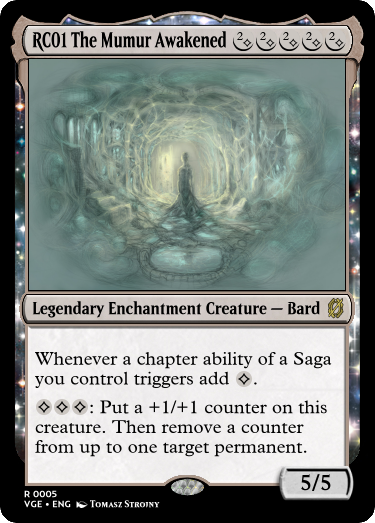 RC01 The Mumur Awakened
Legendary Enchantment Creature — Bard
Whenever a chapter ability of a Saga
you control triggers add .
: Put a +1/+1 counter on this
creature. Then remove a counter
from up to one target permanent.
5/5
R 0005
VGE • ENG Tomasz Strojny